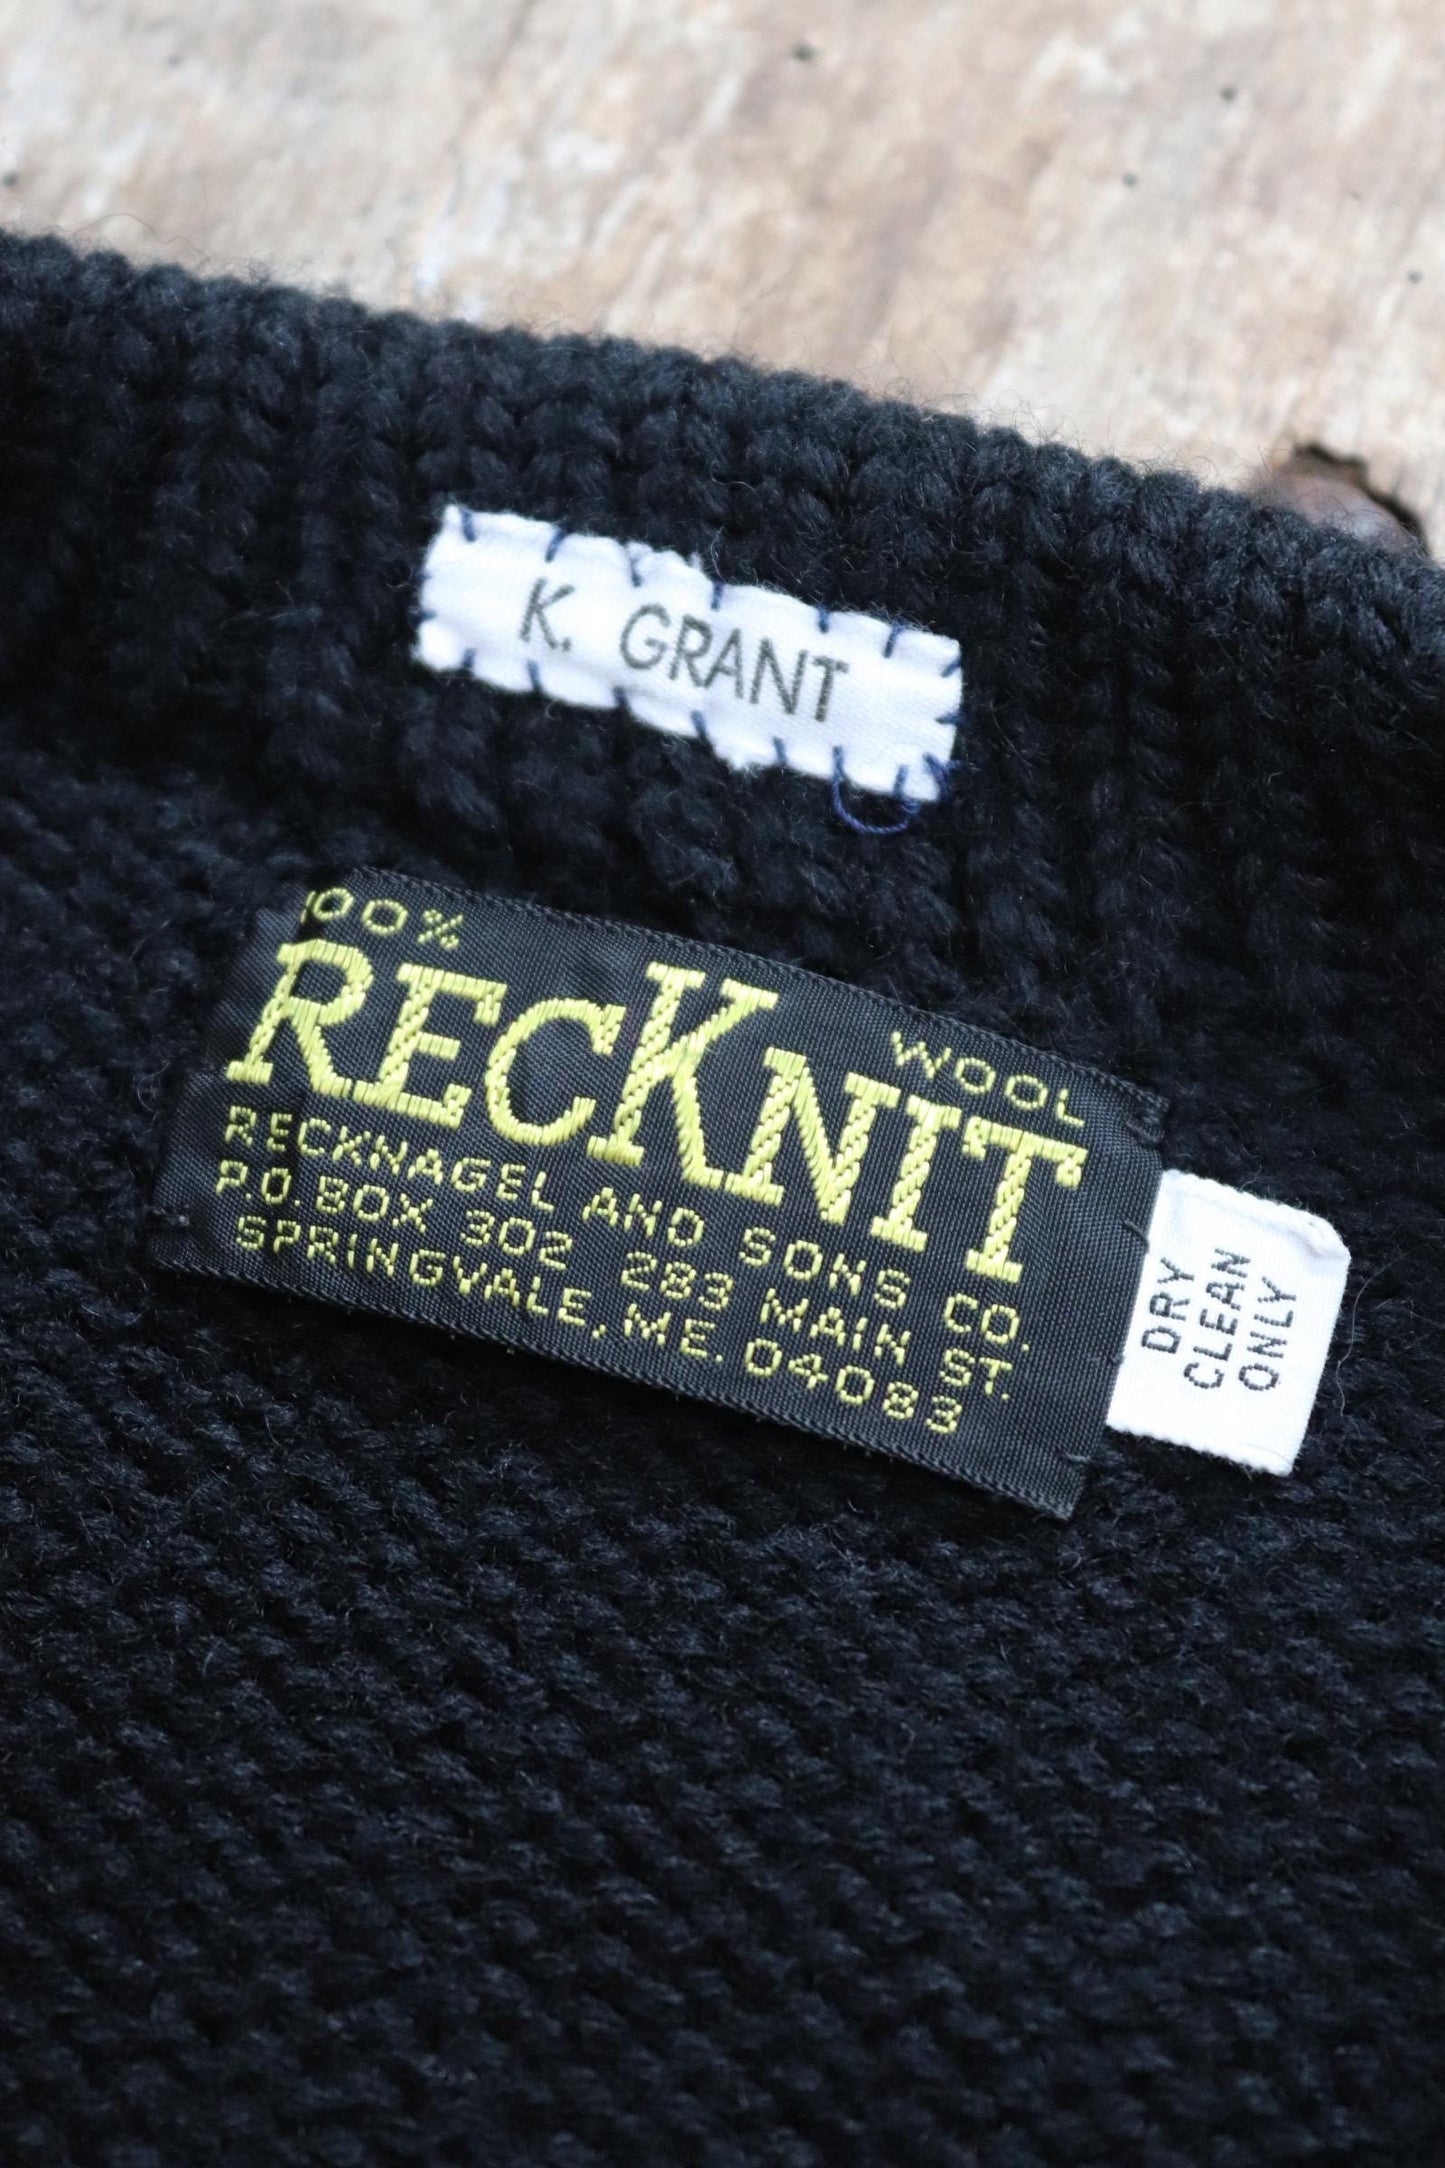 K. GRANT
100%
RECKNIT
WOOL
RECKNAGEL AND SONS CO.
P.O. BOX 302 283 MAIN ST.
SPRINGVALE, ME. 04083
DRY
CLEAN
ONLY